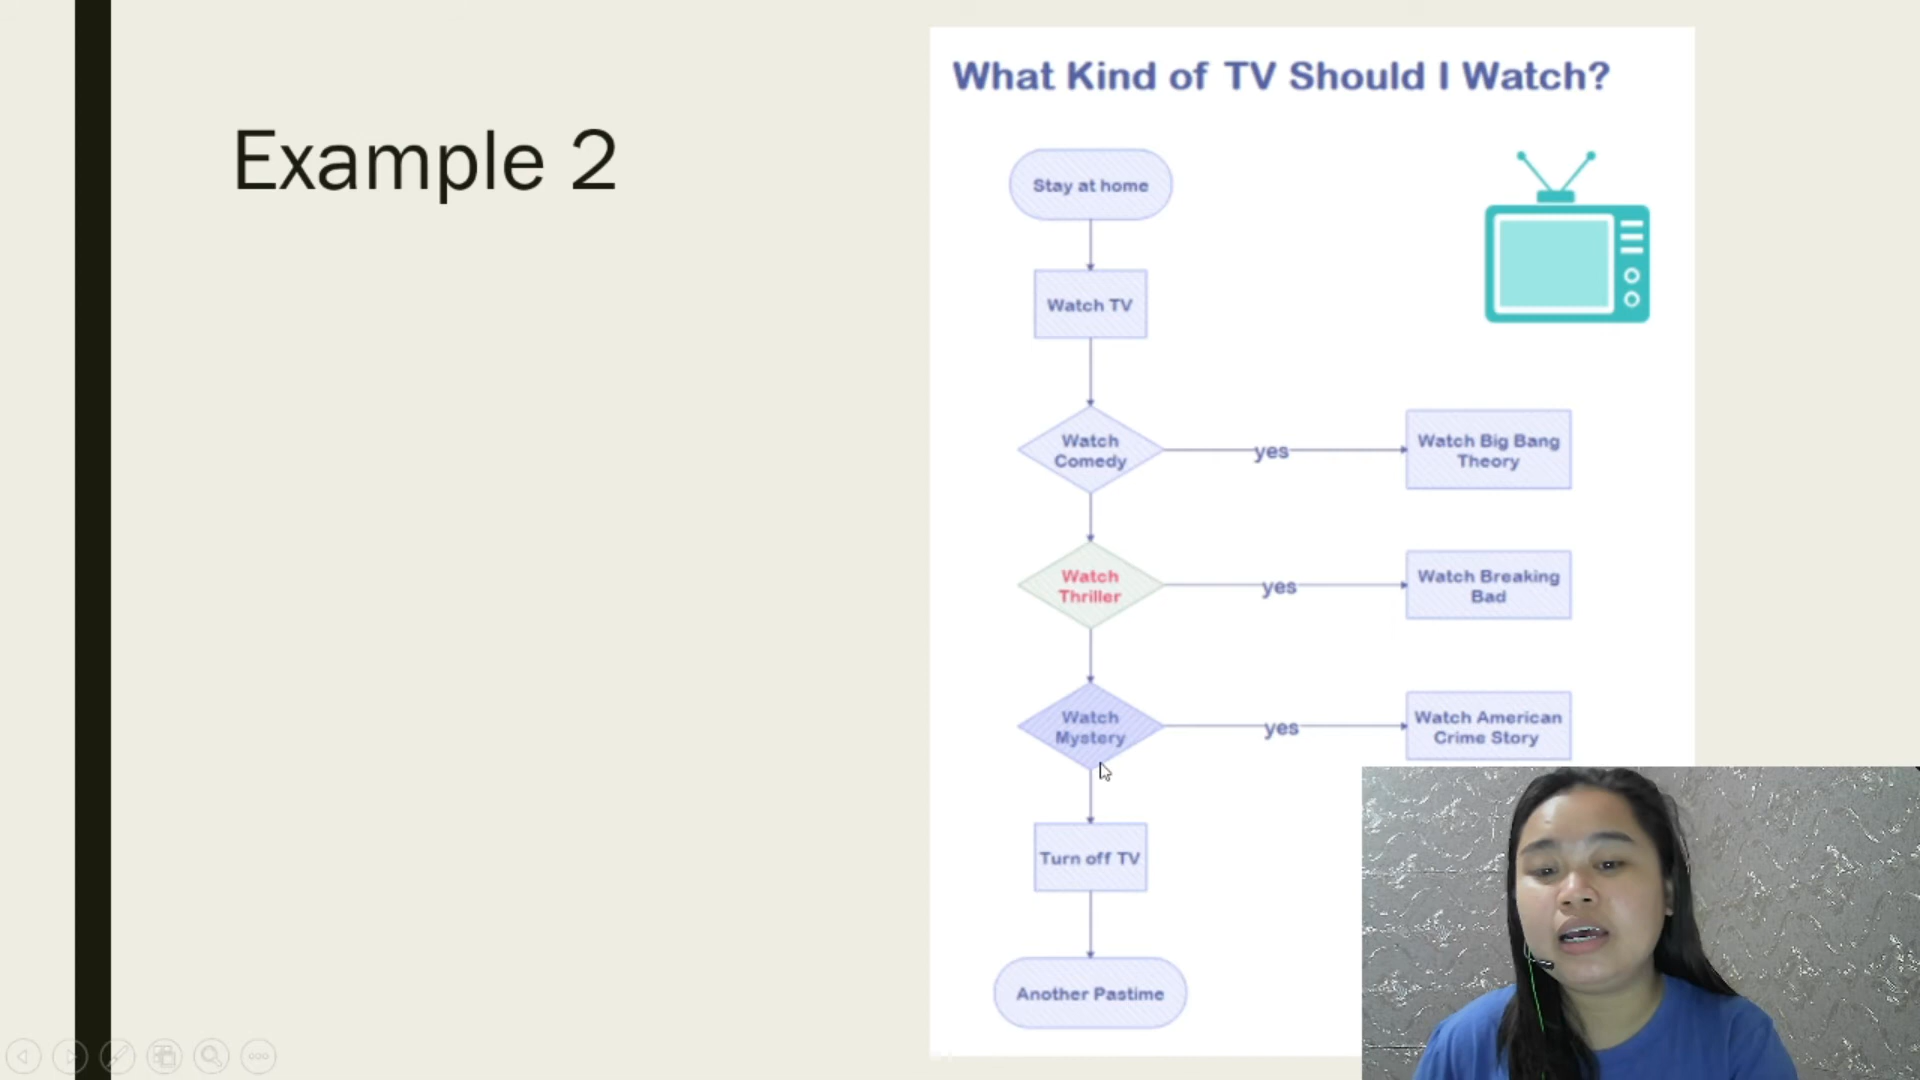 Example 2
What Kind of TV Should I Watch?
Stay at home
Watch TV
Watch
Comedy
yes
Watch Big Bang
Theory
Watch
Thriller
yes
Watch Breaking
Bad
Watch
Mystery
yes
Watch American
Crime Story
Turn off TV
Another Pastime